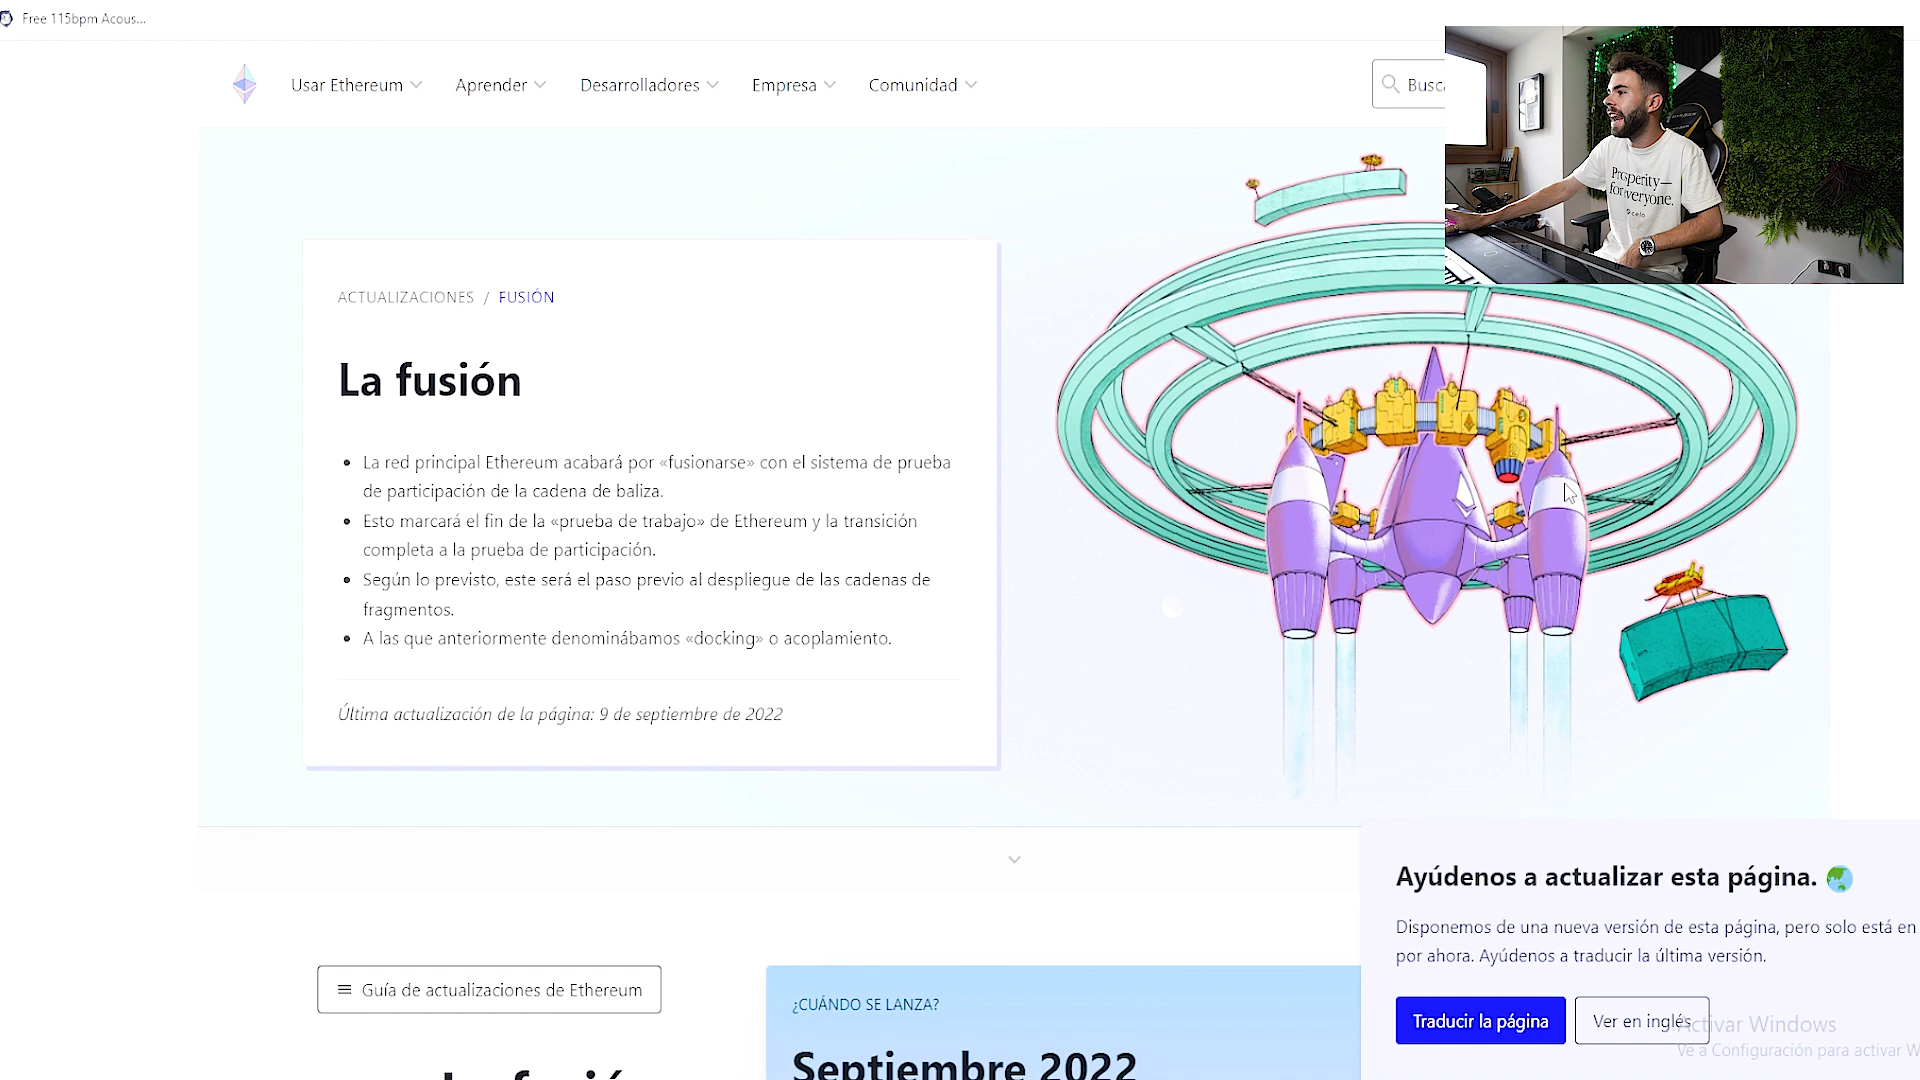 Free 115bpm Acous...
Usar Ethereum
Aprender
Desarrolladores
Empresa
Comunidad
Prosperity—
for everyone.
celo
ACTUALIZACIONES / FUSIÓN
La fusión
• La red principal Ethereum acabará por «fusionarse» con el sistema de prueba
de participación de la cadena de baliza.
• Esto marcará el fin de la «prueba de trabajo» de Ethereum y la transición
completa a la prueba de participación.
• Según lo previsto, este será el paso previo al despliegue de las cadenas de
fragmentos.
• A las que anteriormente denominábamos «docking» o acoplamiento.
Última actualización de la página: 9 de septiembre de 2022
Ayúdenos a actualizar esta página.
Disponemos de una nueva versión de esta página, pero solo está en
por ahora. Ayúdenos a traducir la última versión.
Traducir la página
Ver en inglés
Activar Windows
Ve a Configuración para activar W
Guía de actualizaciones de Ethereum
¿CUÁNDO SE LANZA?
Septiembre 2022